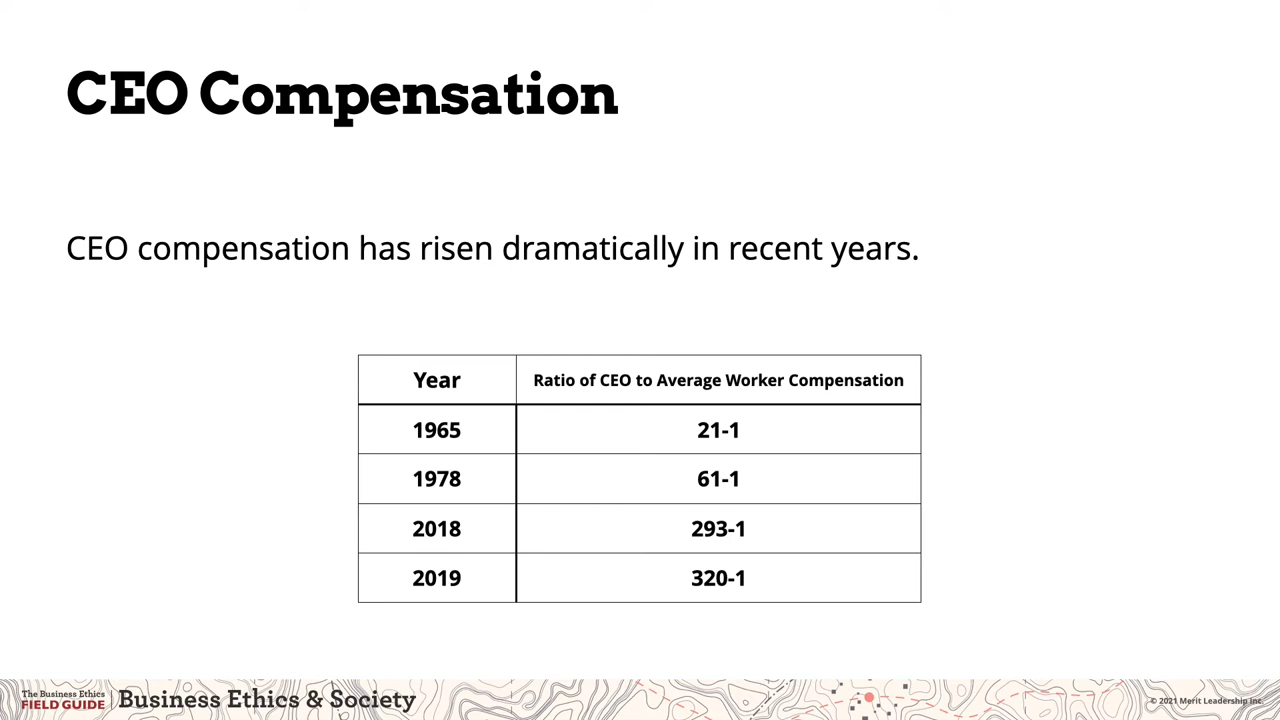 CEO Compensation
CEO compensation has risen dramatically in recent years.
Year Ratio of CEO to Average Worker Compensation
1965 21-1
1978 61-1
2018 293-1
2019 320-1
The Business Ethics
FIELD GUIDE
Business Ethics & Society
© 2021 Merit Leadership Inc.